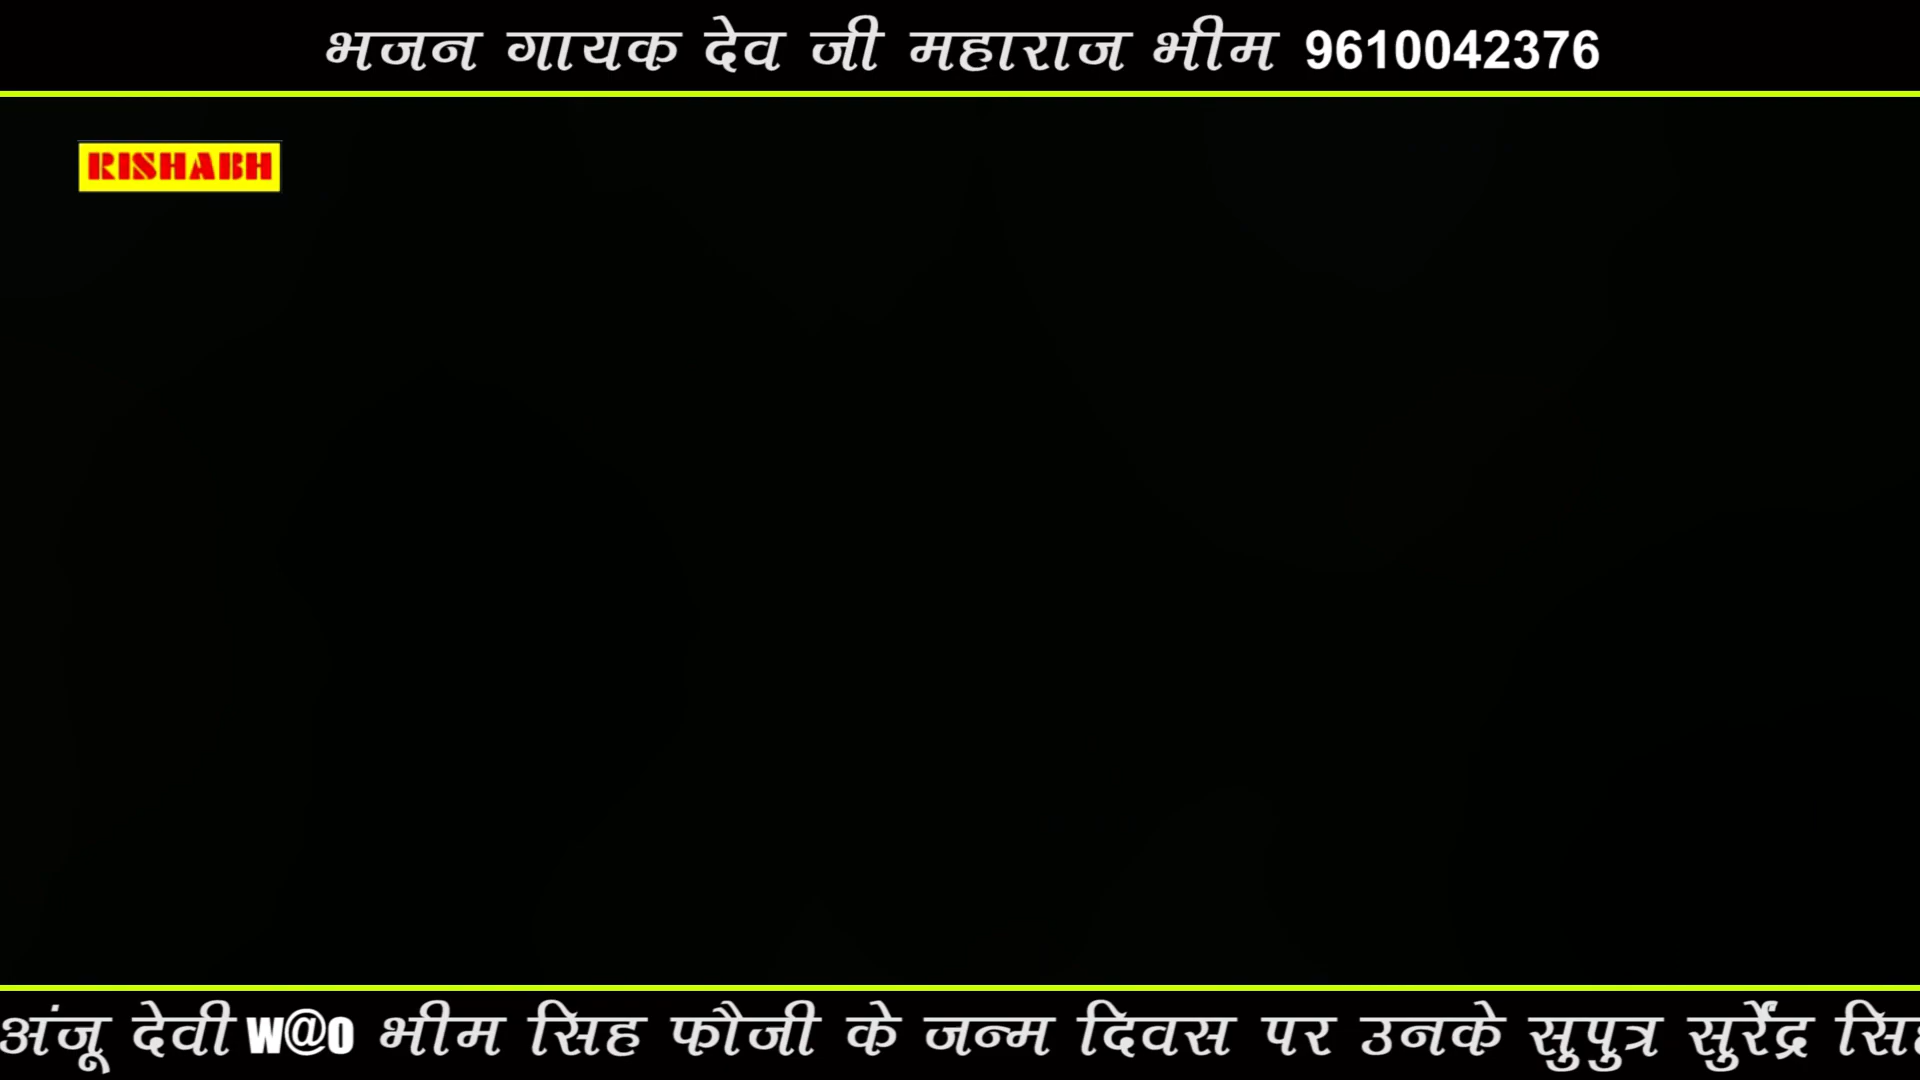 भजन गायक देव जी महाराज भीम 9610042376
RISHABH
अंजू देवी W@O भीम सिह फौजी के जन्म दिवस पर उनके सुपुत्र सुरेंद्र